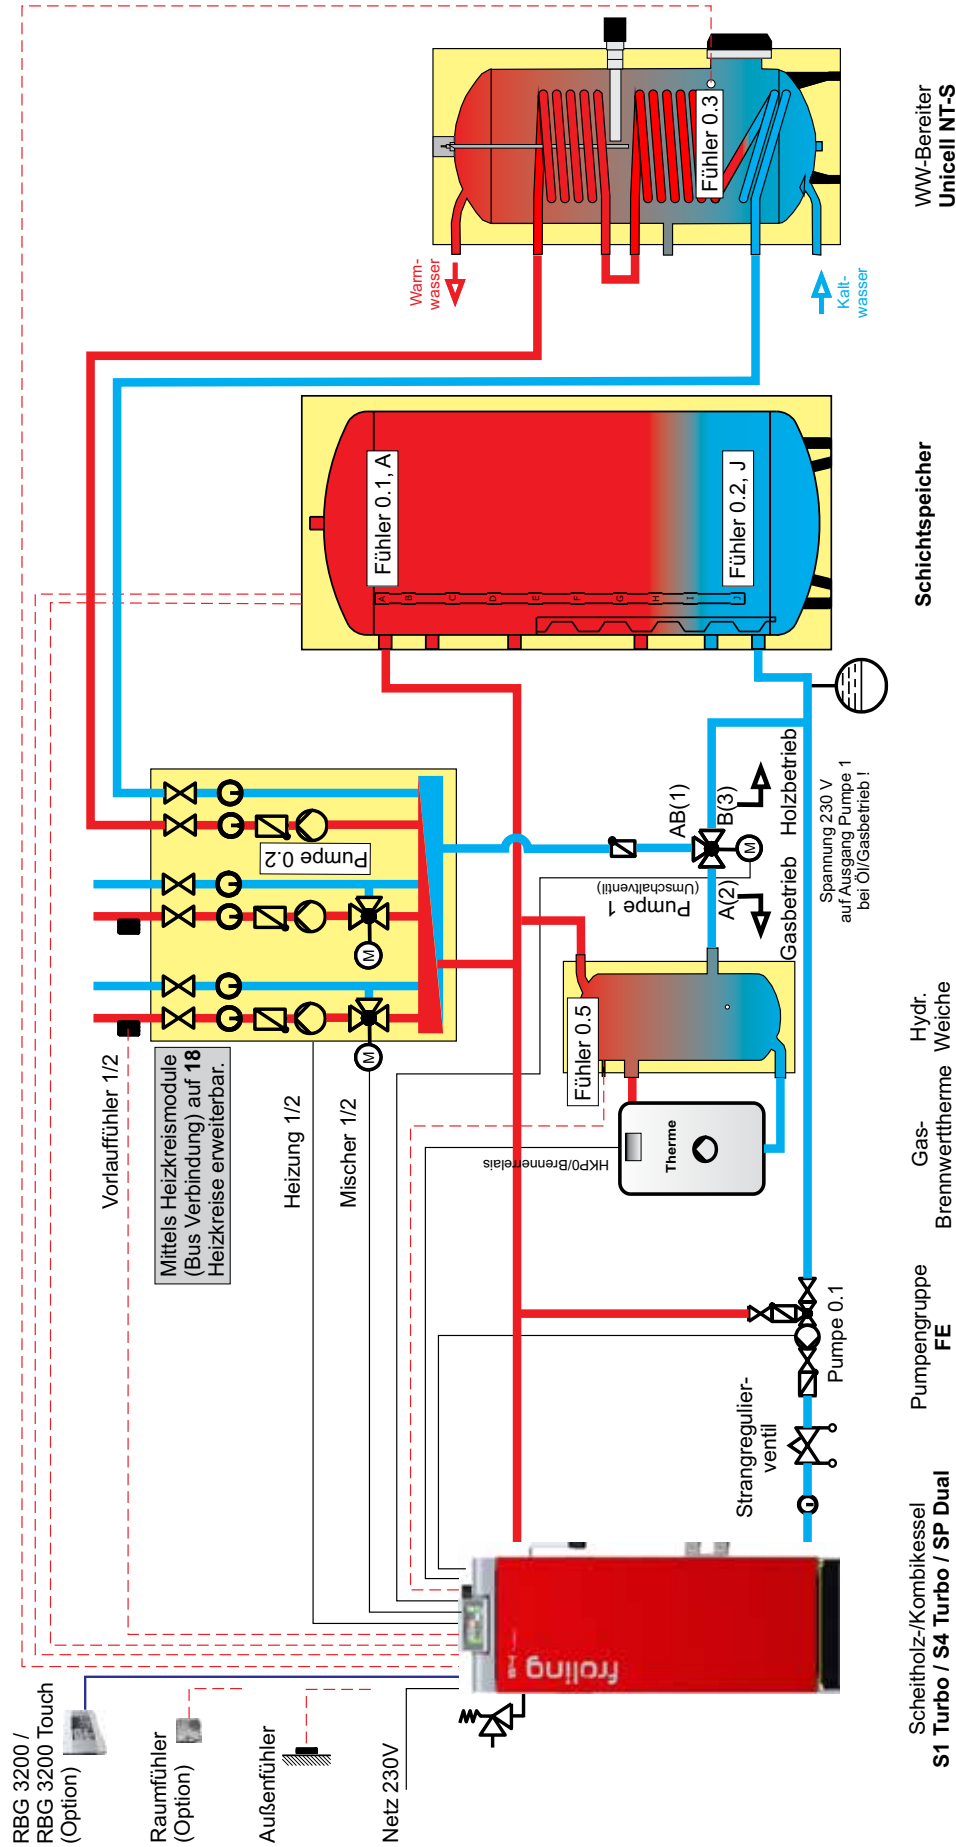 RBG 3200 /
RBG 3200 Touch
(Option)
Raumfühler
(Option)
Außenfühler
Netz 230V
Vorlauffühler 1/2
Mittels Heizkreismodule
(Bus Verbindung) auf 18
Heizkreise erweiterbar.
Heizung 1/2
Mischer 1/2
M
M
Pumpe 0.2
Warm-
wasser
Kalt-
wasser
Fühler 0.3
WW-Bereiter
Unicell NT-S
Fühler 0.1, A
Fühler 0.2, J
A
B
C
D
E
F
G
H
I
J
Schichtspeicher
AB(1)
B(3)
A(2)
M
Pumpe 1
(Umschaltventil)
Gasbetrieb
Holzbetrieb
Spannung 230 V
auf Ausgang Pumpe 1
bei Öl/Gasbetrieb !
Fühler 0.5
Hydr.
Weiche
HKP0/Brennerrelais
Therme
Gas-
Brennwerttherme
Pumpe 0.1
Pumpengruppe
FE
Strangregulier-
ventil
froling
Scheitholz-/Kombikessel
S1 Turbo / S4 Turbo / SP Dual